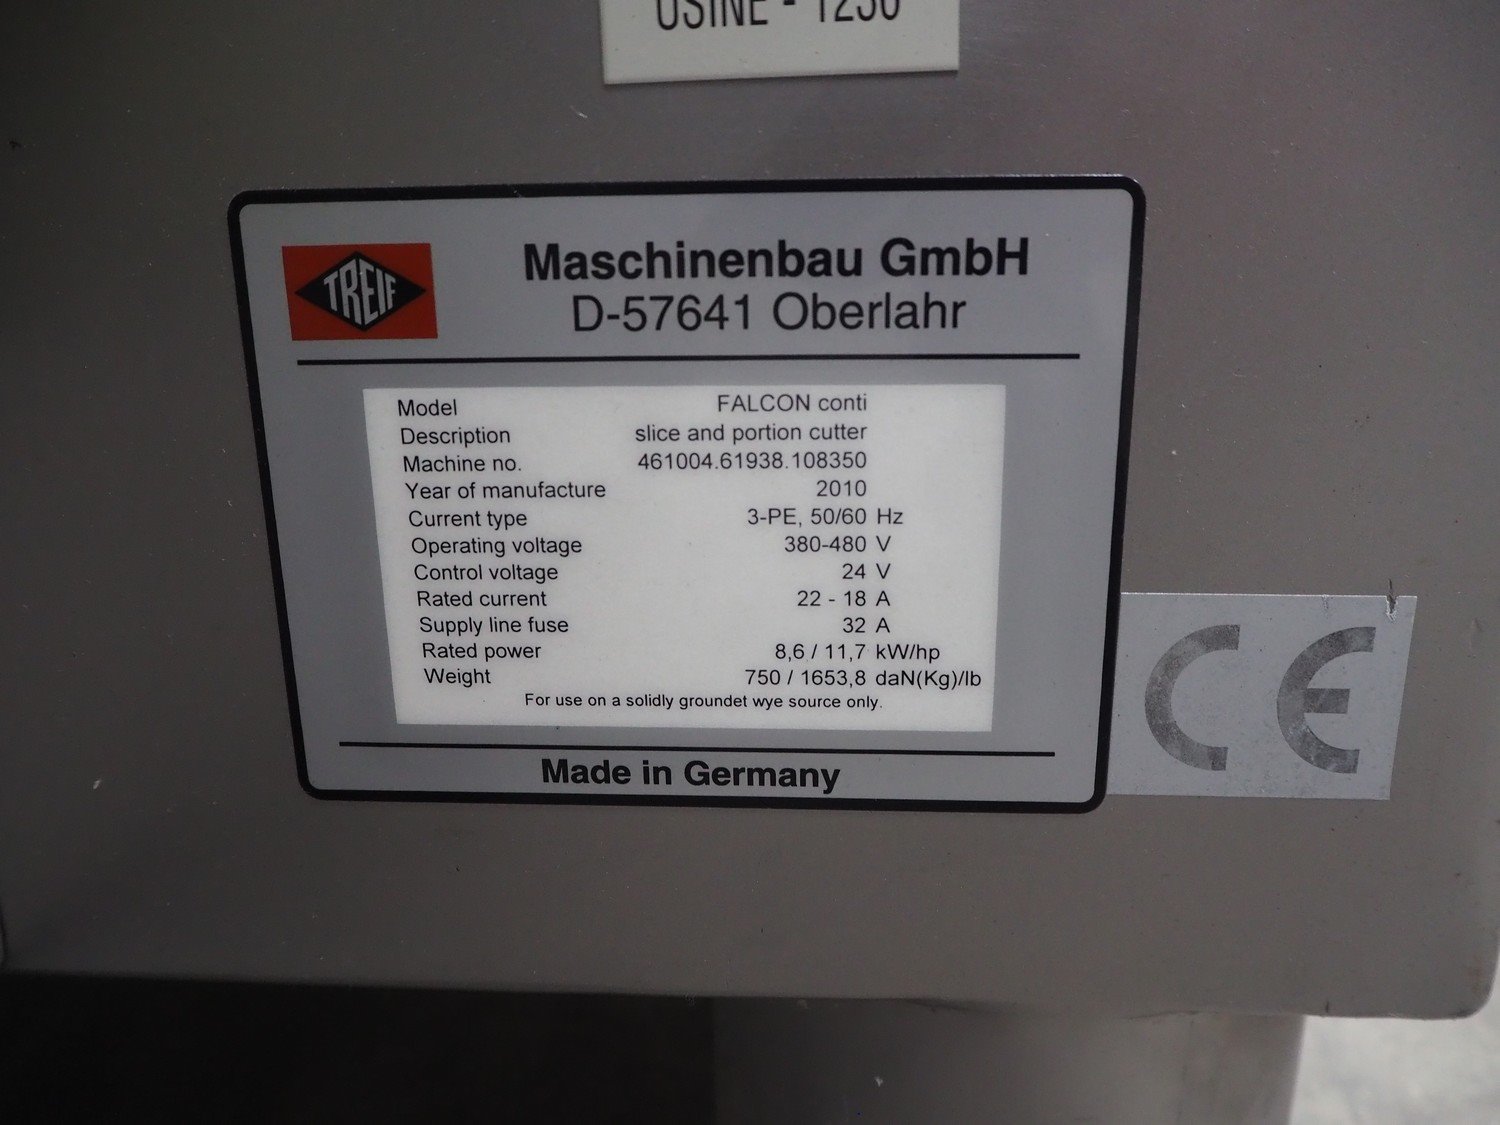 USINE - 1250
TREIF
Maschinenbau GmbH
D-57641 Oberlahr
Model FALCON conti
Description slice and portion cutter
Machine no. 461004.61938.108350
Year of manufacture 2010
Current type 3-PE, 50/60 Hz
Operating voltage 380-480 V
Control voltage 24 V
Rated current 22 - 18 A
Supply line fuse 32 A
Rated power 8,6 / 11,7 kW/hp
Weight 750 / 1653,8 daN(Kg)/lb
For use on a solidly groundet wye source only.
Made in Germany
CE